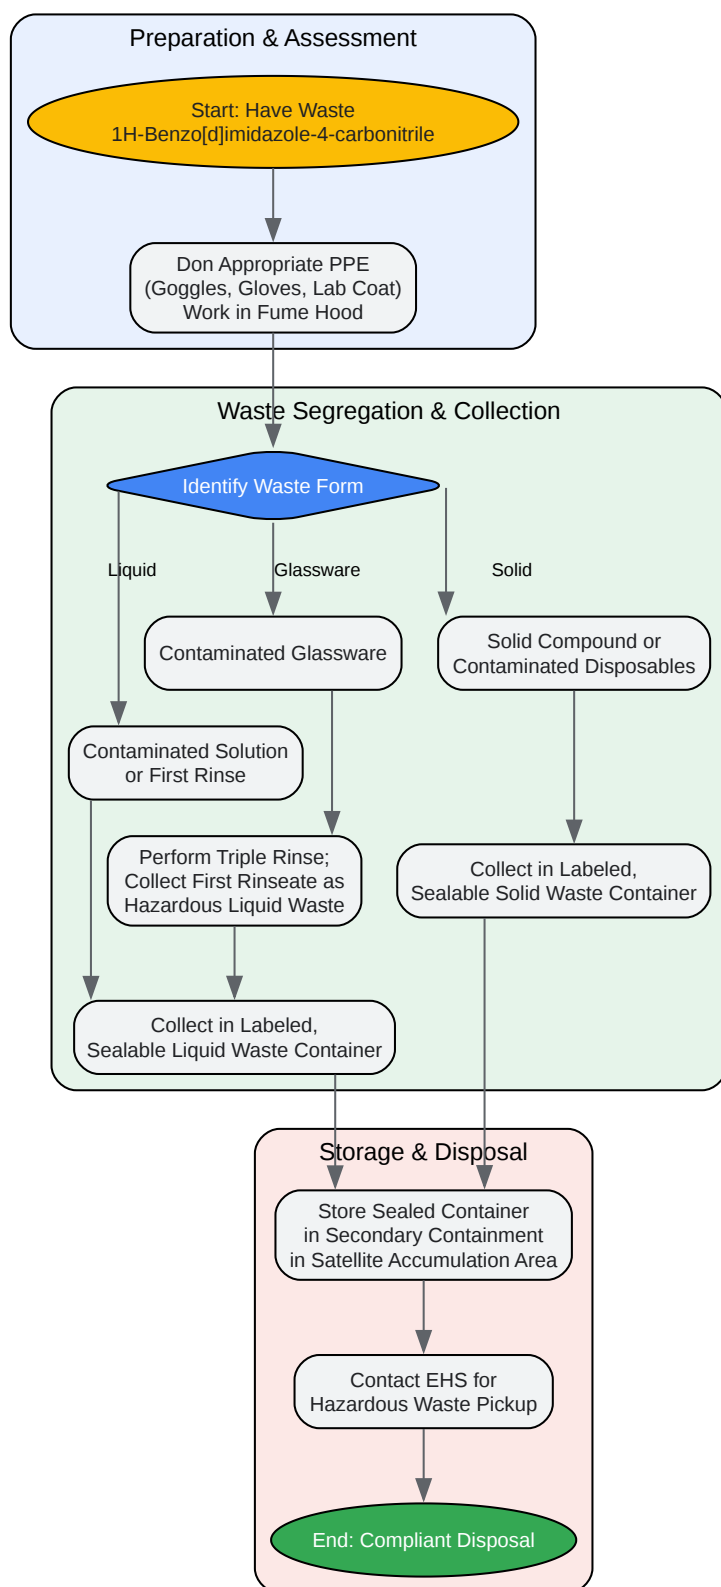 Preparation & Assessment
Start: Have Waste
1H-Benzo[d]imidazole-4-carbonitrile
Don Appropriate PPE
(Goggles, Gloves, Lab Coat)
Work in Fume Hood
Waste Segregation & Collection
Identify Waste Form
Liquid
Glassware
Solid
Contaminated Glassware
Solid Compound or
Contaminated Disposables
Contaminated Solution
or First Rinse
Perform Triple Rinse;
Collect First Rinseate as
Hazardous Liquid Waste
Collect in Labeled,
Sealable Solid Waste Container
Collect in Labeled,
Sealable Liquid Waste Container
Storage & Disposal
Store Sealed Container
in Secondary Containment
in Satellite Accumulation Area
Contact EHS for
Hazardous Waste Pickup
End: Compliant Disposal